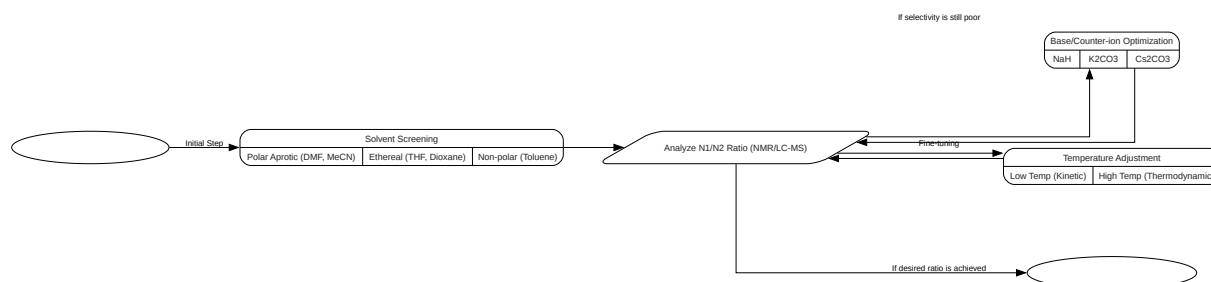 If selectivity is still poor
Base/Counter-ion Optimization
NaH K2CO3 Cs2CO3
Initial Step
Solvent Screening
Polar Aprotic (DMF, MeCN) Ethereal (THF, Dioxane) Non-polar (Toluene)
Analyze N1/N2 Ratio (NMR/LC-MS)
Fine-tuning
Temperature Adjustment
Low Temp (Kinetic) High Temp (Thermodynamic
If desired ratio is achieved